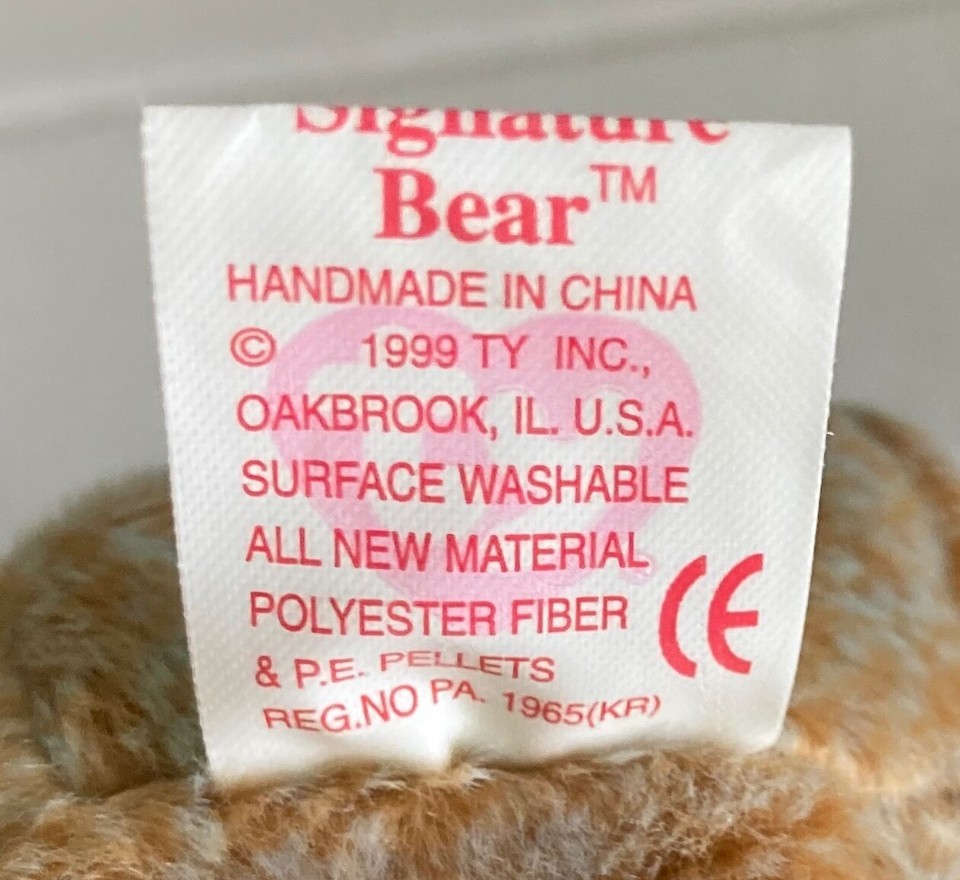 Signature
Bear™
HANDMADE IN CHINA
© 1999 TY INC.,
OAKBROOK, IL. U.S.A.
SURFACE WASHABLE
ALL NEW MATERIAL
POLYESTER FIBER
& P.E. PELLETS
REG.NO PA. 1965(KR)
CE